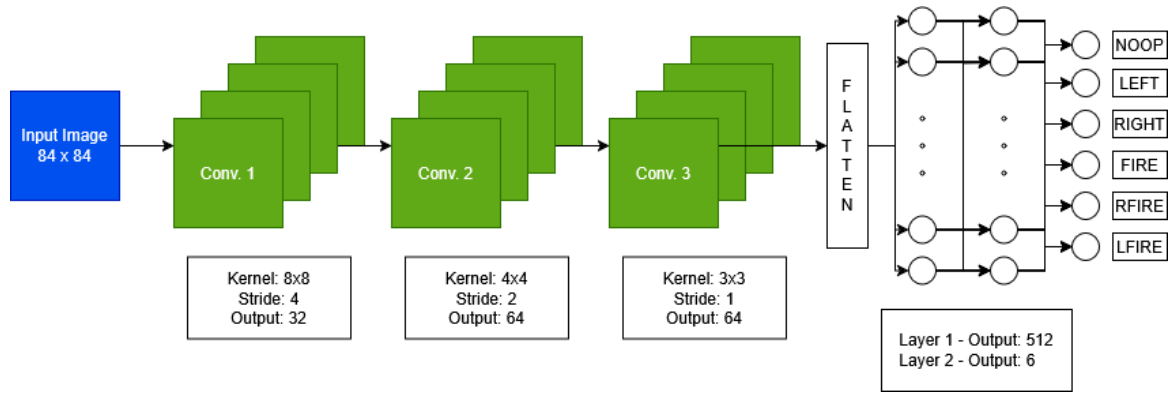 Input Image
84 x 84
Conv. 1
Conv. 2
Conv. 3
F
L
A
T
T
E
N
NOOP
LEFT
RIGHT
FIRE
RFIRE
LFIRE
Kernel: 8x8
Stride: 4
Output: 32
Kernel: 4x4
Stride: 2
Output: 64
Kernel: 3x3
Stride: 1
Output: 64
Layer 1 - Output: 512
Layer 2 - Output: 6